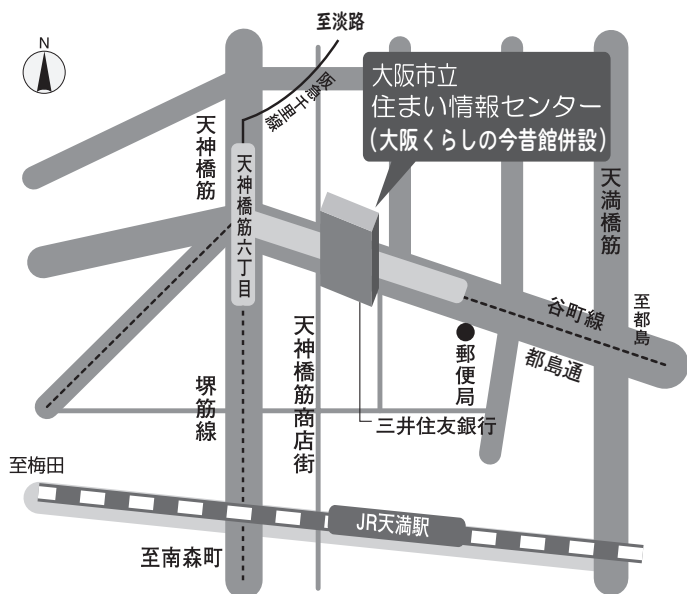 N
至淡路
阪急千里線
大阪市立
住まい情報センター
(大阪くらしの今昔館併設)
天神橋筋
天神橋筋六丁目
天満橋筋
谷町線
至都島
都島通
郵便局
天神橋筋商店街
堺筋線
三井住友銀行
至梅田
JR天満駅
至南森町